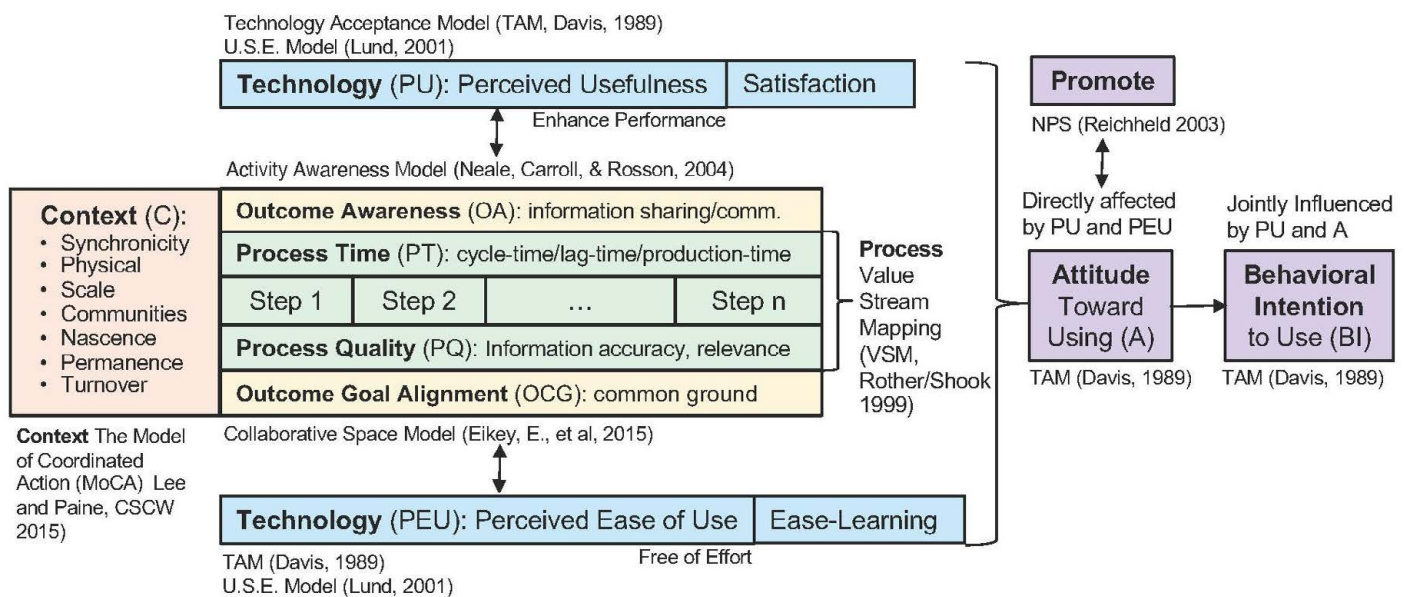 Technology Acceptance Model (TAM, Davis, 1989)
U.S.E. Model (Lund, 2001)
Technology (PU): Perceived Usefulness
Satisfaction
Enhance Performance
Activity Awareness Model (Neale, Carroll, & Rosson, 2004)
Context (C):
• Synchronicity
• Physical
• Scale
• Communities
• Nascence
• Permanence
• Turnover
Context The Model
of Coordinated
Action (MoCA) Lee
and Paine, CSCW
2015)
Outcome Awareness (OA): information sharing/comm.
Process Time (PT): cycle-time/lag-time/production-time
Step 1
Step 2
…
Step n
Process Quality (PQ): Information accuracy, relevance
Outcome Goal Alignment (OCG): common ground
Collaborative Space Model (Eikey, E., et al, 2015)
Process
Value
Stream
Mapping
(VSM,
Rother/Shook
1999)
Technology (PEU): Perceived Ease of Use
Ease-Learning
Free of Effort
TAM (Davis, 1989)
U.S.E. Model (Lund, 2001)
Promote
NPS (Reichheld 2003)
Directly affected
by PU and PEU
Attitude
Toward
Using (A)
TAM (Davis, 1989)
Jointly Influenced
by PU and A
Behavioral
Intention
to Use (BI)
TAM (Davis, 1989)